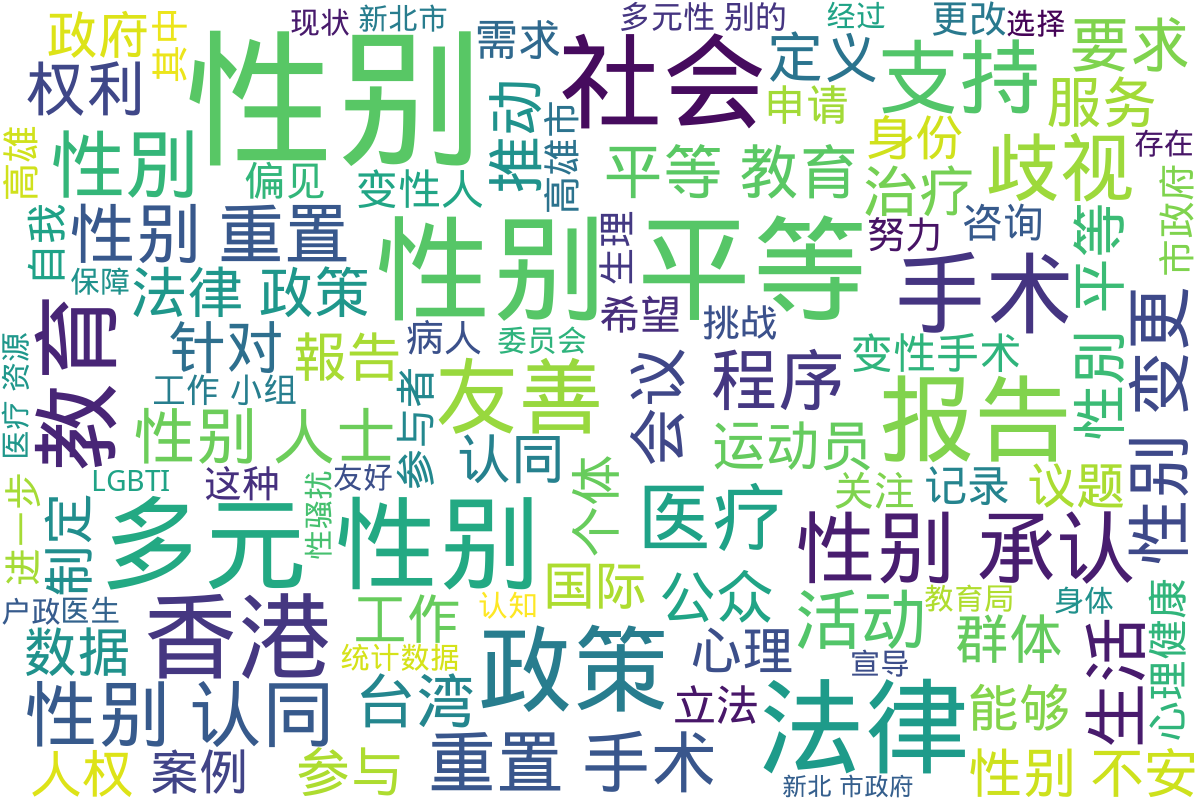 政府
其中
现状
新北市
多元性 别的
经过
更改
选择
权利
性别
需求
社会
定义
支持
要求
高雄
性別
偏见
变性人
推动
高雄市
平等 教育
申请
服务
身份
治疗
歧视
存在
自我
性别 重置
保障
法律 政策
性别平等
生理
希望
努力
咨询
手术
平等
市政府
医疗 资源
教育
针对
報告
病人
委员会
挑战
工作 小组
友善
会议
程序
变性手术
性别
性别 变更
性别 人士
参与者
认同
运动员
报告
LGBTI
这种
友好
个体
医疗
关注
记录
议题
进一步
制定
多元 性别
性骚扰
性别 承认
户政医生
香港
工作
认知
国际
公众
活动
教育局
身体
数据
统计数据
政策
心理
宣导
群体
生活
心理健康
性别 认同
台湾
立法
法律
能够
人权
案例
参与
重置 手术
新北 市政府
性别 不安